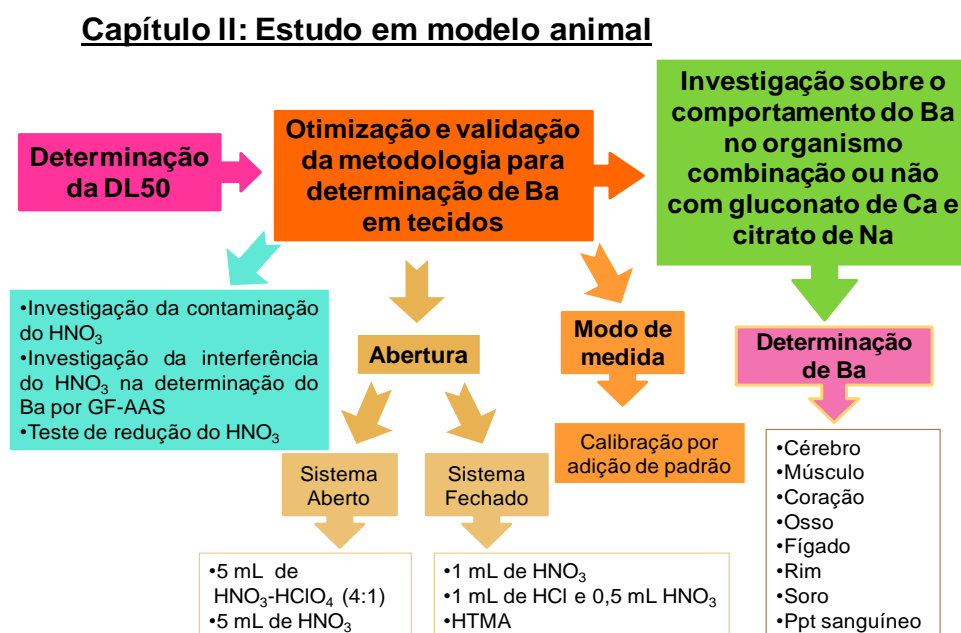 Capítulo II: Estudo em modelo animal
Determinação
da DL50
Otimização e validação
da metodologia para
determinação de Ba
em tecidos
Investigação sobre o
comportamento do Ba
no organismo
combinação ou não
com gluconato de Ca e
citrato de Na
•Investigação da contaminação
do HNO₃
•Investigação da interferência
do HNO₃ na determinação do
Ba por GF-AAS
•Teste de redução do HNO₃
Abertura
Modo de
medida
Determinação
de Ba
Sistema
Aberto
Sistema
Fechado
Calibração por
adição de padrão
•5 mL de
HNO₃-HClO₄ (4:1)
•5 mL de HNO₃
•1 mL de HNO₃
•1 mL de HCl e 0,5 mL HNO₃
•HTMA
•Cérebro
•Músculo
•Coração
•Osso
•Fígado
•Rim
•Soro
•Ppt sanguíneo